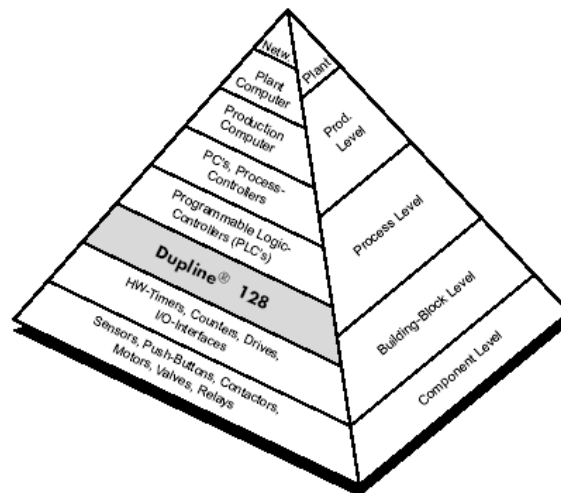 Netw.
Plant
Computer
Production
Computer
PC's, Process-
Controllers
Programmable Logic-
Controllers (PLC's)
Dupline® 128
HW-Timers, Counters, Drives,
I/O-Interfaces
Sensors, Push-Buttons, Contactors,
Motors, Valves, Relays
Plant
Prod.
Level
Process Level
Building-Block Level
Component Level